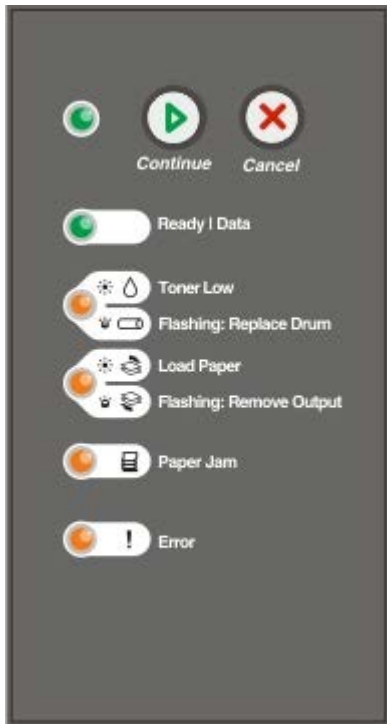 Continue
Cancel
Ready | Data
Toner Low
Flashing: Replace Drum
Load Paper
Flashing: Remove Output
Paper Jam
! Error